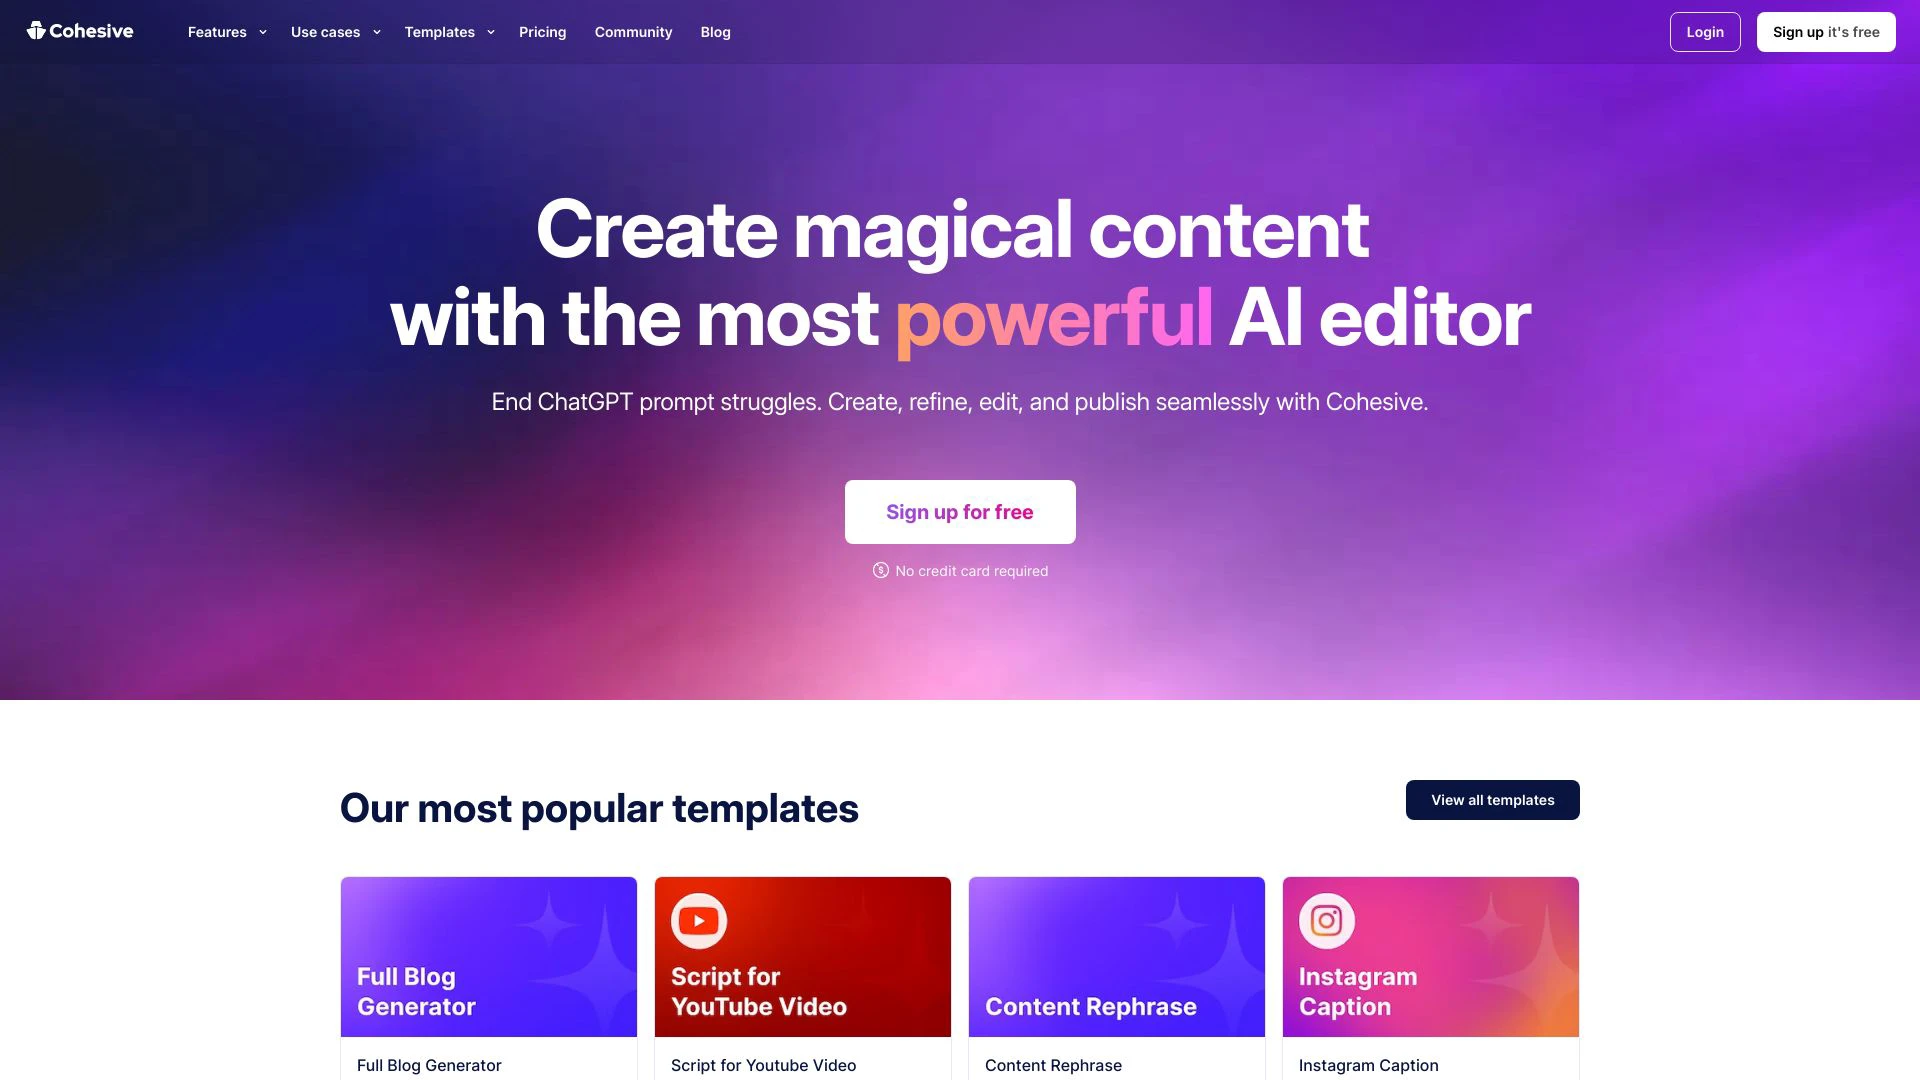 Cohesive
Features
Use cases
Templates
Pricing
Community
Blog
Login
Sign up it's free
Create magical content
with the most powerful AI editor
End ChatGPT prompt struggles. Create, refine, edit, and publish seamlessly with Cohesive.
Sign up for free
No credit card required
Our most popular templates
View all templates
Full Blog
Generator
Full Blog Generator
Script for
YouTube Video
Script for Youtube Video
Content Rephrase
Content Rephrase
Instagram
Caption
Instagram Caption